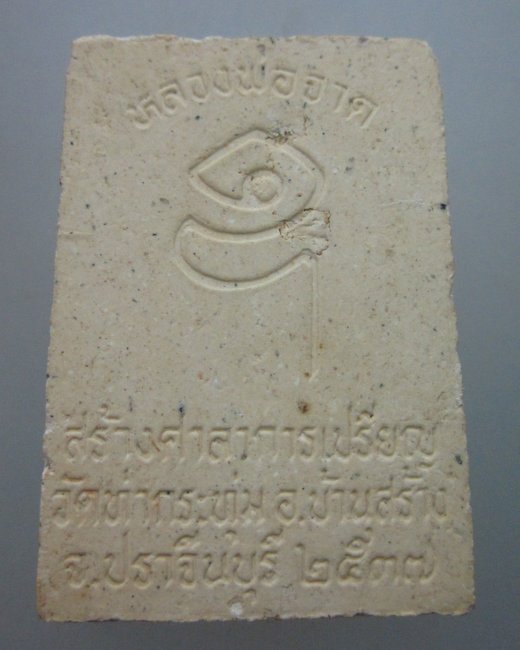 หลวงพ่ออาด
สร้างศาลาการเปรียญ
วัดท่ากระทุ่ม อ.บ้านสร้าง
จ.ปราจีนบุรี ๒๕๓๗